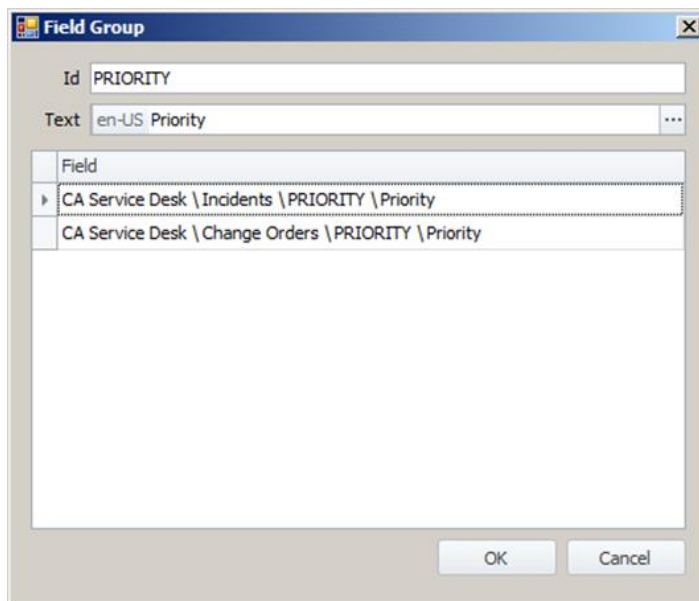 Field Group
Id PRIORITY
Text en-US Priority ...
Field
CA Service Desk \ Incidents \ PRIORITY \ Priority
CA Service Desk \ Change Orders \ PRIORITY \ Priority
OK Cancel